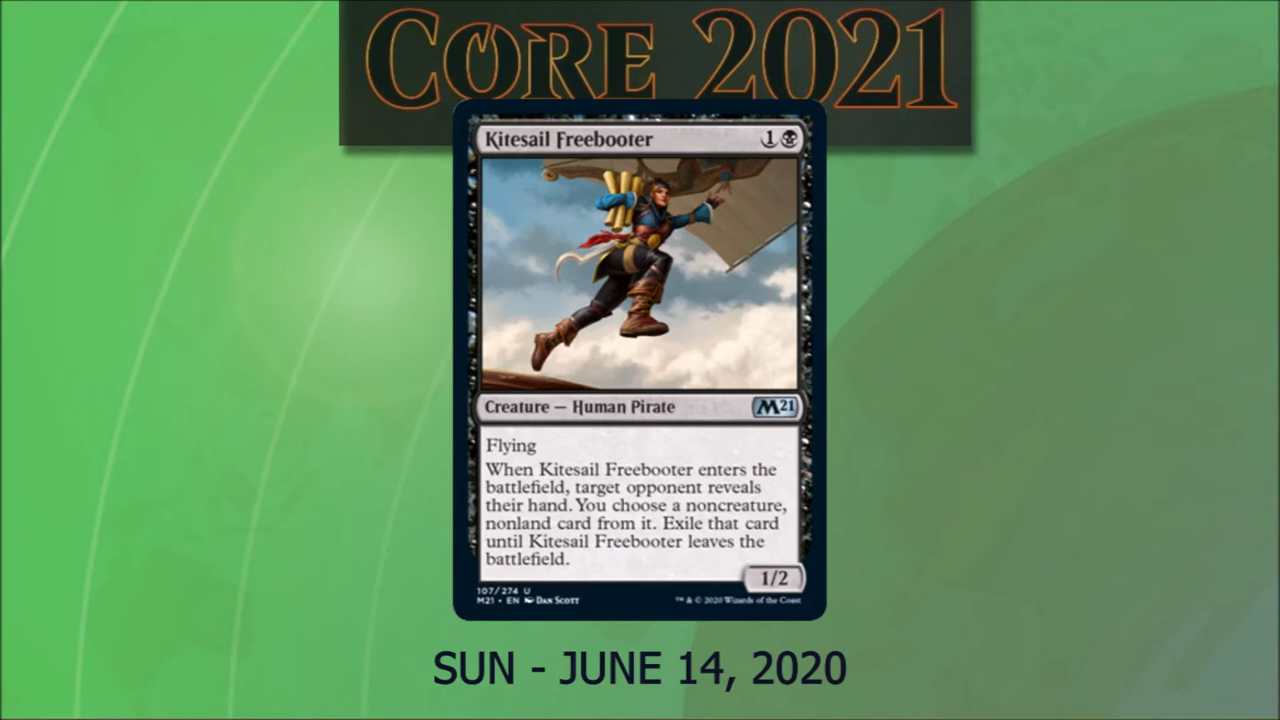 CORE 2021
Kitesail Freebooter 1
Creature — Human Pirate M21
Flying
When Kitesail Freebooter enters the
battlefield, target opponent reveals
their hand. You choose a noncreature,
nonland card from it. Exile that card
until Kitesail Freebooter leaves the
battlefield.
1/2
107/274 U
M21 • EN DAN SCOTT ™ & © 2020 Wizards of the Coast
SUN - JUNE 14, 2020